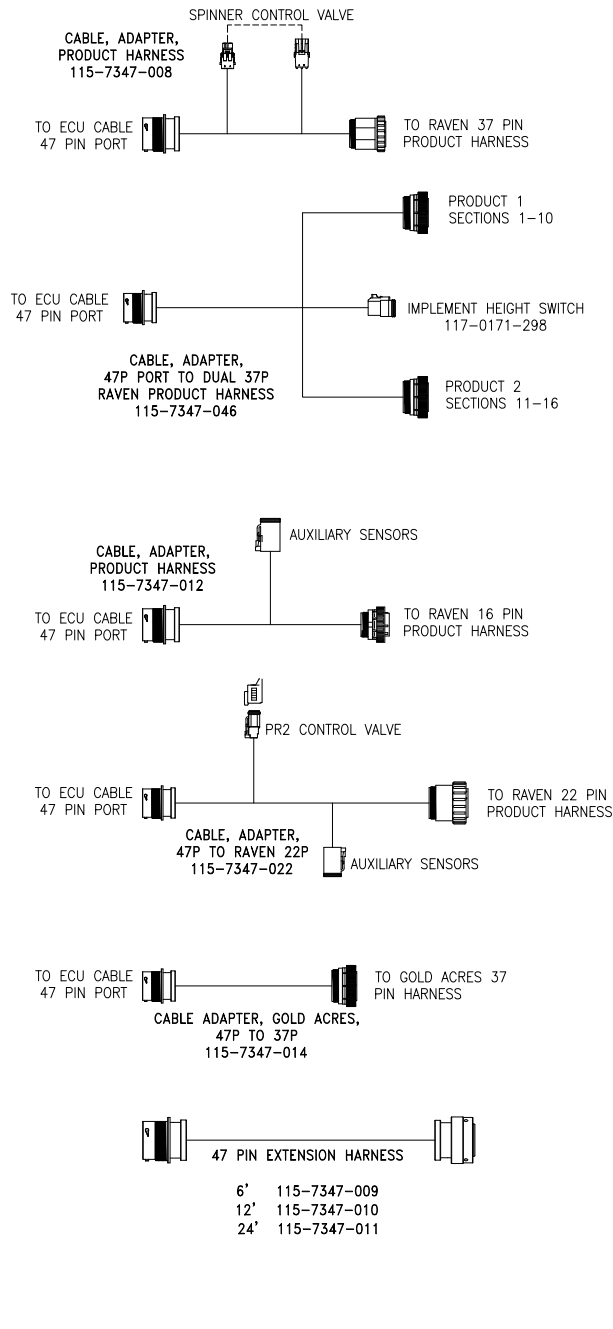 SPINNER CONTROL VALVE
CABLE, ADAPTER,
PRODUCT HARNESS
115-7347-008
TO ECU CABLE
47 PIN PORT
TO RAVEN 37 PIN
PRODUCT HARNESS
PRODUCT 1
SECTIONS 1-10
TO ECU CABLE
47 PIN PORT
IMPLEMENT HEIGHT SWITCH
117-0171-298
CABLE, ADAPTER,
47P PORT TO DUAL 37P
RAVEN PRODUCT HARNESS
115-7347-046
PRODUCT 2
SECTIONS 11-16
AUXILIARY SENSORS
CABLE, ADAPTER,
PRODUCT HARNESS
115-7347-012
TO ECU CABLE
47 PIN PORT
TO RAVEN 16 PIN
PRODUCT HARNESS
PR2 CONTROL VALVE
TO ECU CABLE
47 PIN PORT
TO RAVEN 22 PIN
PRODUCT HARNESS
CABLE, ADAPTER,
47P TO RAVEN 22P
115-7347-022
AUXILIARY SENSORS
TO ECU CABLE
47 PIN PORT
TO GOLD ACRES 37
PIN HARNESS
CABLE ADAPTER, GOLD ACRES,
47P TO 37P
115-7347-014
47 PIN EXTENSION HARNESS
6' 115-7347-009
12' 115-7347-010
24' 115-7347-011